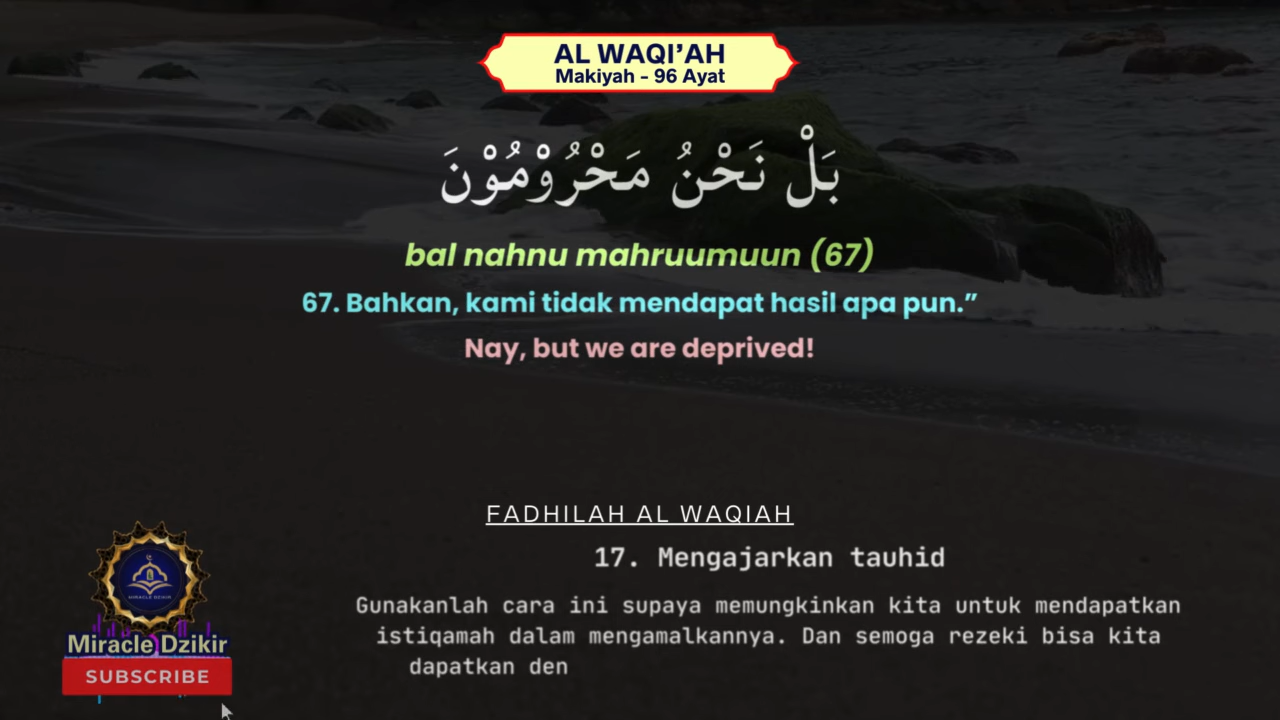 AL WAQI’AH
Makiyah - 96 Ayat
بَلْ نَحْنُ مَحْرُوْمُوْنَ
bal nahnu mahruumuun (67)
67. Bahkan, kami tidak mendapat hasil apa pun.”
Nay, but we are deprived!
FADHILAH AL WAQIAH
17. Mengajarkan tauhid
Gunakanlah cara ini supaya memungkinkan kita untuk mendapatkan
istiqamah dalam mengamalkannya. Dan semoga rezeki bisa kita
dapatkan den
MIRACLE DZIKIR
Miracle Dzikir
SUBSCRIBE